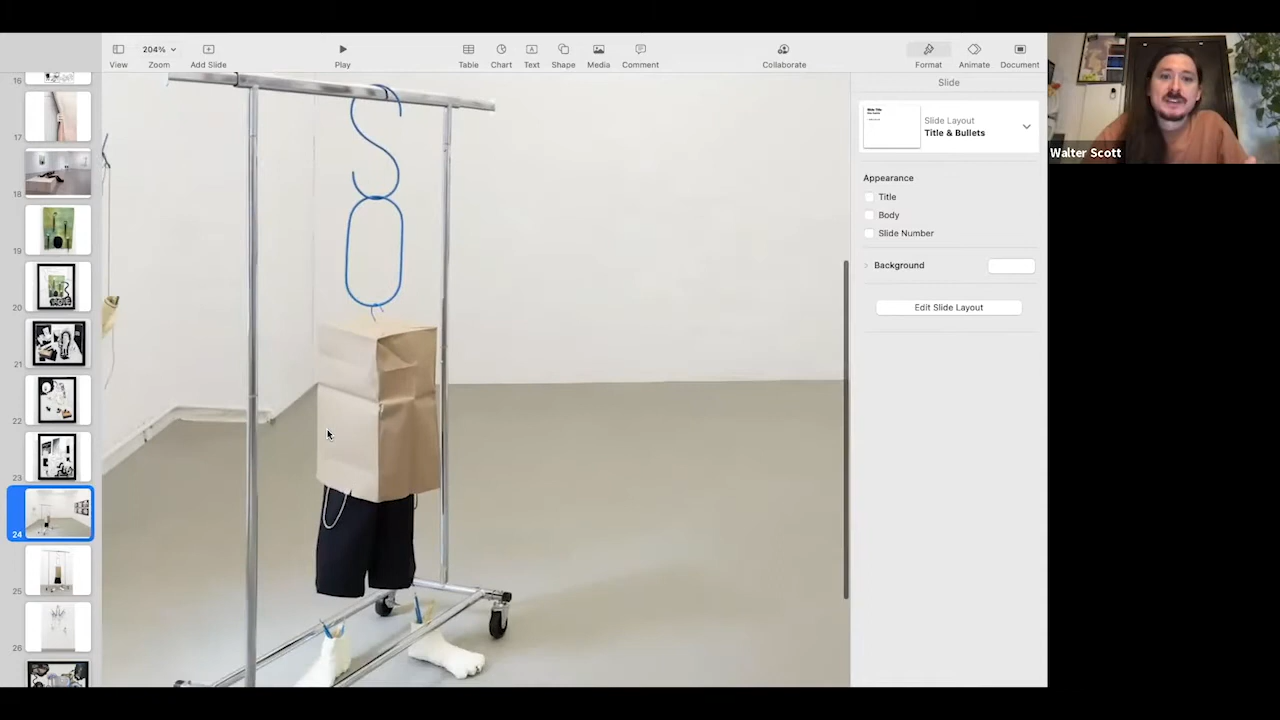 204%
View
Zoom
Add Slide
Play
Table
Chart
Text
Shape
Media
Comment
Collaborate
Format
Animate
Document
16
17
18
19
20
21
22
23
24
25
26
Slide
Slide Layout
Title & Bullets
Appearance
Title
Body
Slide Number
Background
Edit Slide Layout
Walter Scott